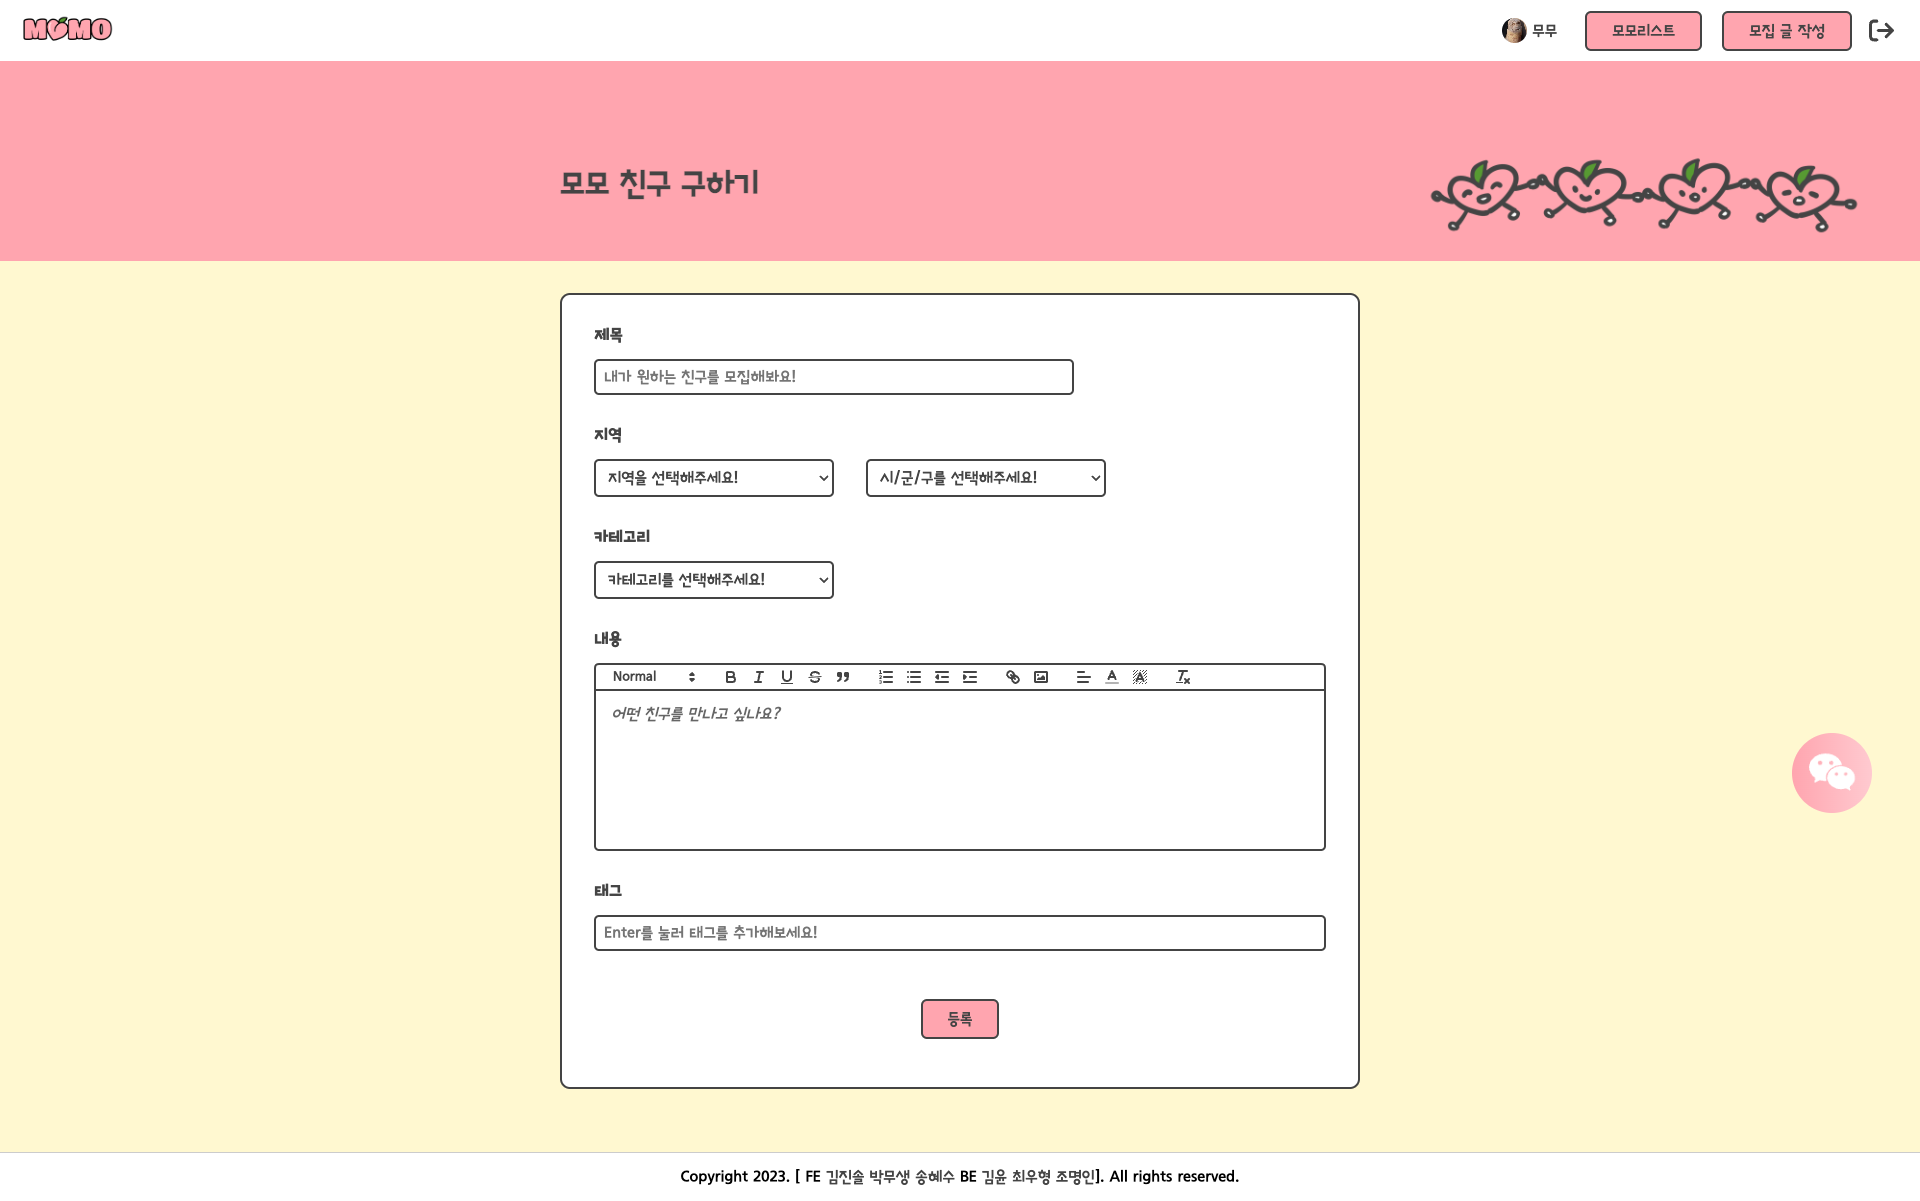 MOMO
무무
모모리스트
모집 글 작성
모모 친구 구하기
제목
내가 원하는 친구를 모집해봐요!
지역
지역을 선택해주세요!
시/군/구를 선택해주세요!
카테고리
카테고리를 선택해주세요!
내용
Normal
어떤 친구를 만나고 싶나요?
태그
Enter를 눌러 태그를 추가해보세요!
등록
Copyright 2023. [ FE 김진솔 박무생 송혜수 BE 김윤 최우형 조명인]. All rights reserved.